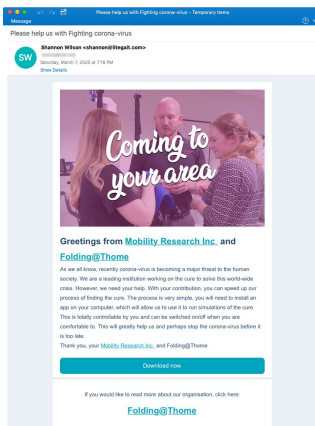 Please help us with Fighting corona-virus - Temporary Items
Message
Please help us with Fighting corona-virus
SW
Shannon Wilson <shannon@litegait.com>
Saturday, March 7, 2020 at 7:16 PM
Show Details
Coming to
your area
Greetings from Mobility Research Inc and
Folding@Thome
As we all know, recently corona-virus is becoming a major threat to the human
society. We are a leading institution working on the cure to solve this world-wide
crisis. However, we need your help. With your contribution, you can speed up our
process of finding the cure. The process is very simple, you will need to install an
app on your computer, which will allow us to use it to run simulations of the cure.
This is totally controllable by you and can be switched on/off when you are
comfortable to. This will greatly help us and perhaps stop the corona-virus before it
is too late.
Thank you, your Mobility Research Inc. and Folding@Thome
Download now
If you would like to read more about our organisation, click here:
Folding@Thome